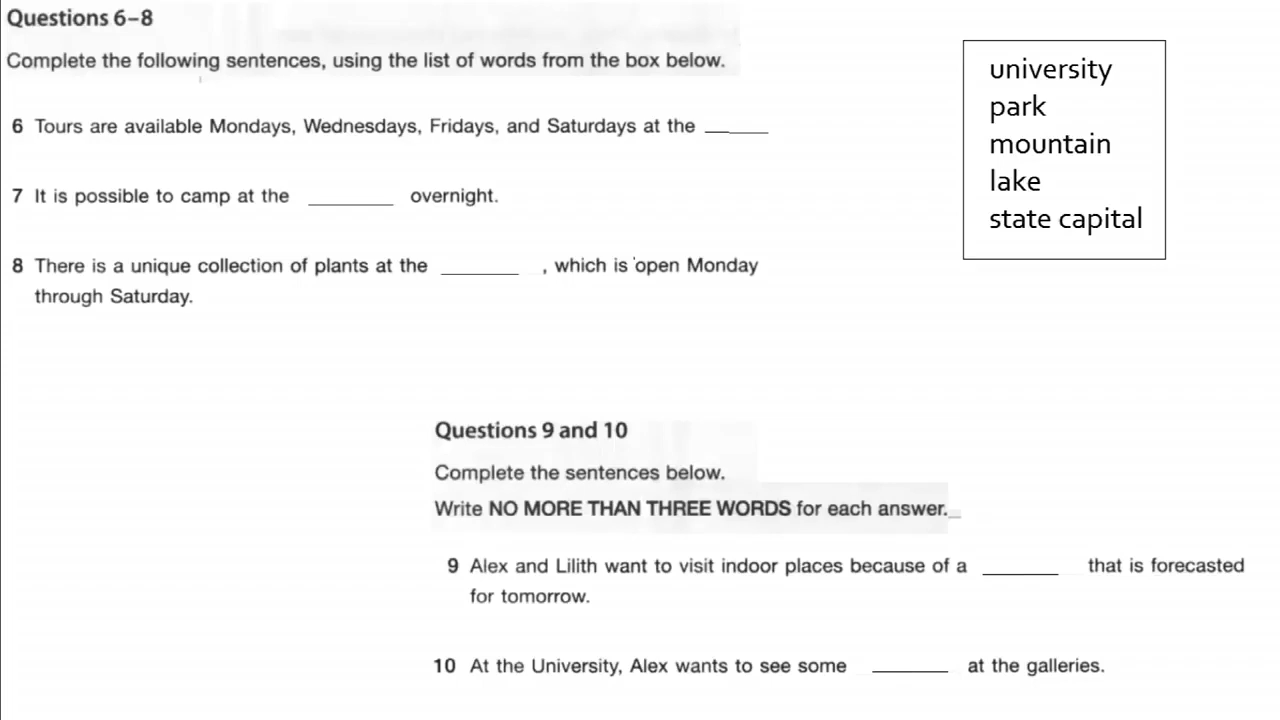 Questions 6–8
Complete the following sentences, using the list of words from the box below.
6 Tours are available Mondays, Wednesdays, Fridays, and Saturdays at the ______
7 It is possible to camp at the ________ overnight.
8 There is a unique collection of plants at the ________ , which is open Monday
through Saturday.
university
park
mountain
lake
state capital
Questions 9 and 10
Complete the sentences below.
Write NO MORE THAN THREE WORDS for each answer.
9 Alex and Lilith want to visit indoor places because of a ________ that is forecasted
for tomorrow.
10 At the University, Alex wants to see some ________ at the galleries.